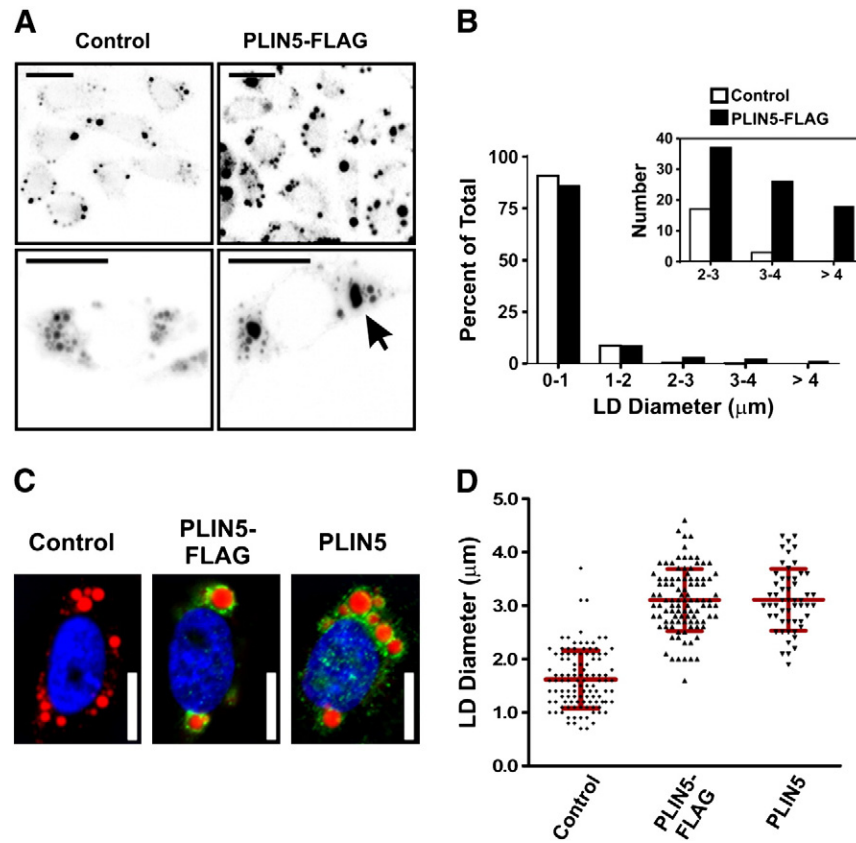 A
Control
PLIN5-FLAG
B
Control
PLIN5-FLAG
Number
40
30
20
10
0
2-3
3-4
> 4
Percent of Total
100
75
50
25
0
0-1
1-2
2-3
3-4
> 4
LD Diameter (μm)
C
Control
PLIN5-
FLAG
PLIN5
D
LD Diameter (μm)
5.0
4.0
3.0
2.0
1.0
0.0
Control
PLIN5-
FLAG
PLIN5